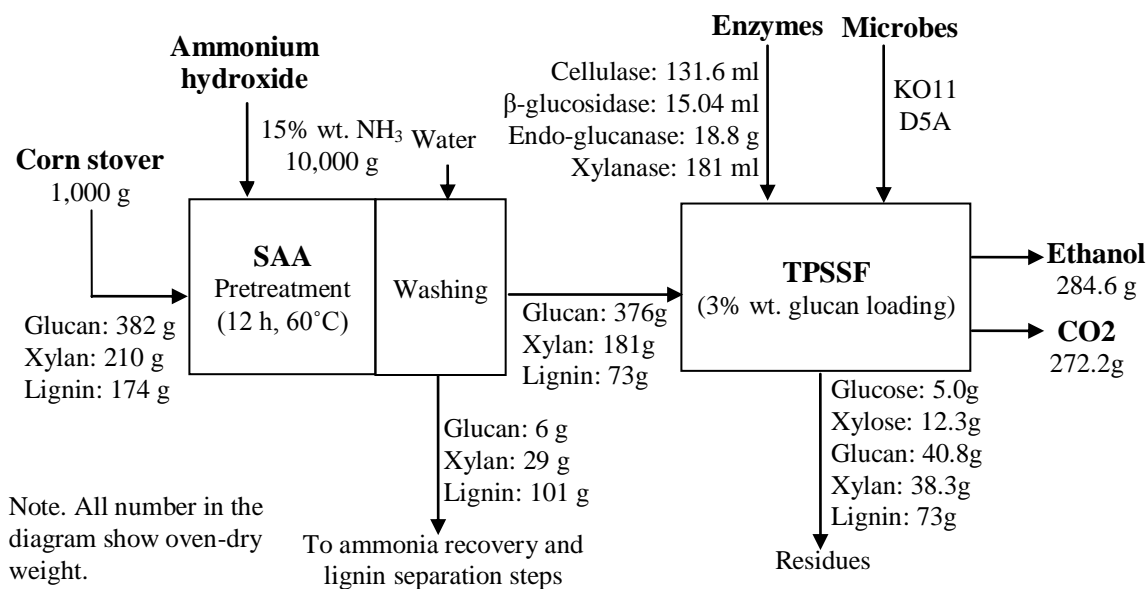 Ammonium
hydroxide
15% wt. NH3
10,000 g
Water
Corn stover
1,000 g
Enzymes
Cellulase: 131.6 ml
β-glucosidase: 15.04 ml
Endo-glucanase: 18.8 g
Xylanase: 181 ml
Microbes
KO11
D5A
SAA
Pretreatment
(12 h, 60˚C)
Washing
TPSSF
(3% wt. glucan loading)
Ethanol
284.6 g
CO2
272.2g
Glucan: 382 g
Xylan: 210 g
Lignin: 174 g
Glucan: 376g
Xylan: 181g
Lignin: 73g
Glucan: 6 g
Xylan: 29 g
Lignin: 101 g
To ammonia recovery and
lignin separation steps
Glucose: 5.0g
Xylose: 12.3g
Glucan: 40.8g
Xylan: 38.3g
Lignin: 73g
Residues
Note. All number in the
diagram show oven-dry
weight.